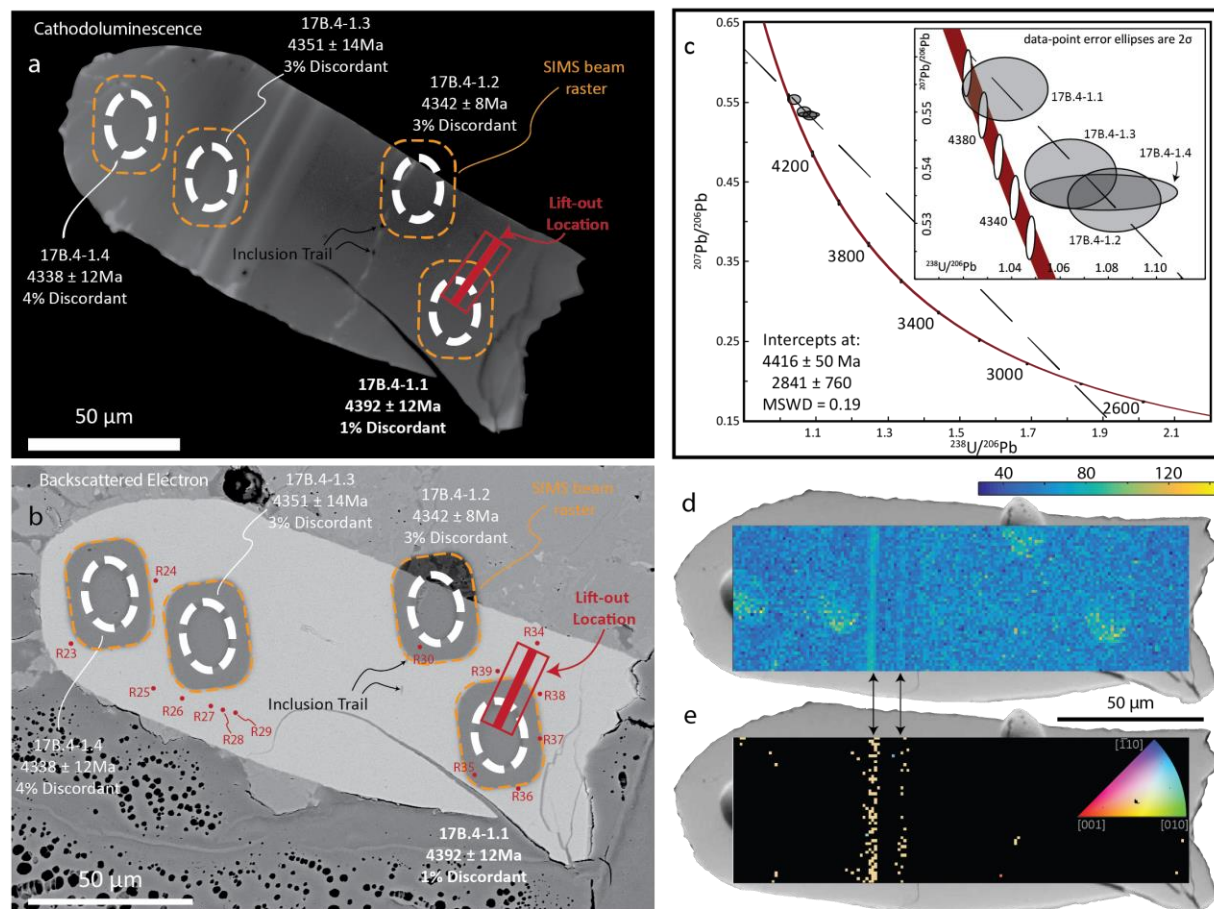 Cathodoluminescence
a
17B.4-1.3
4351 ± 14Ma
3% Discordant
17B.4-1.2
4342 ± 8Ma
3% Discordant
SIMS beam
raster
Lift-out
Location
Inclusion Trail
17B.4-1.4
4338 ± 12Ma
4% Discordant
17B.4-1.1
4392 ± 12Ma
1% Discordant
50 µm
Backscattered Electron
b
17B.4-1.3
4351 ± 14Ma
3% Discordant
17B.4-1.2
4342 ± 8Ma
3% Discordant
SIMS beam
raster
Lift-out
Location
R24
R23
R34
R30
R39
R38
R25
R26
R27
R28
R29
R37
R35
R36
Inclusion Trail
17B.4-1.4
4338 ± 12Ma
4% Discordant
17B.4-1.1
4392 ± 12Ma
1% Discordant
50 µm
c
0.65
0.55
0.45
0.35
0.25
0.15
207Pb/206Pb
4200
3800
3400
3000
2600
Intercepts at:
4416 ± 50 Ma
2841 ± 760
MSWD = 0.19
1.1
1.3
1.5
1.7
1.9
2.1
238U/206Pb
data-point error ellipses are 2σ
207Pb/206Pb
0.55
0.54
0.53
4380
4340
17B.4-1.1
17B.4-1.3
17B.4-1.4
17B.4-1.2
238U/206Pb
1.04
1.06
1.08
1.10
40
80
120
d
e
50 µm
[1̅10]
[001]
[010]